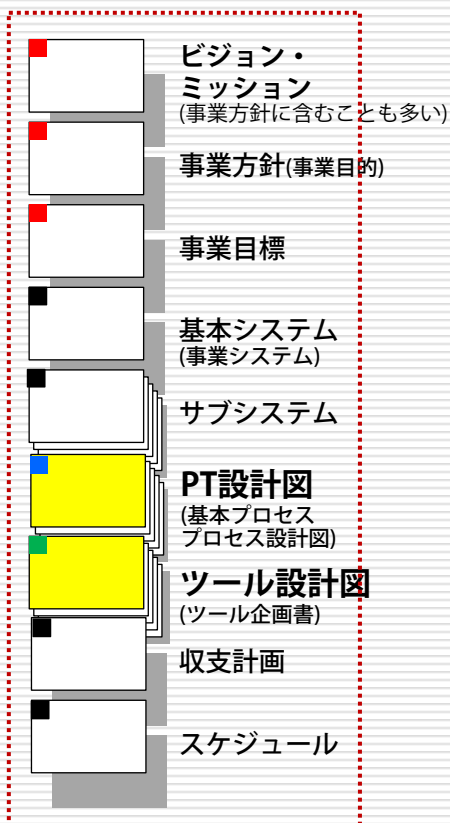 ビジョン・
ミッション
(事業方針に含むことも多い)
事業方針(事業目的)
事業目標
基本システム
(事業システム)
サブシステム
PT設計図
(基本プロセス
プロセス設計図)
ツール設計図
(ツール企画書)
収支計画
スケジュール